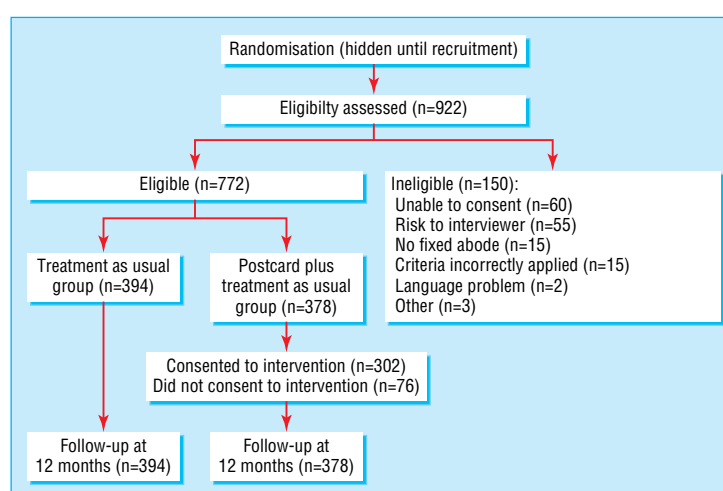 Randomisation (hidden until recruitment)
Eligibilty assessed (n=922)
Eligible (n=772)
Ineligible (n=150):
Unable to consent (n=60)
Risk to interviewer (n=55)
No fixed abode (n=15)
Criteria incorrectly applied (n=15)
Language problem (n=2)
Other (n=3)
Treatment as usual
group (n=394)
Postcard plus
treatment as usual
group (n=378)
Consented to intervention (n=302)
Did not consent to intervention (n=76)
Follow-up at
12 months (n=394)
Follow-up at
12 months (n=378)